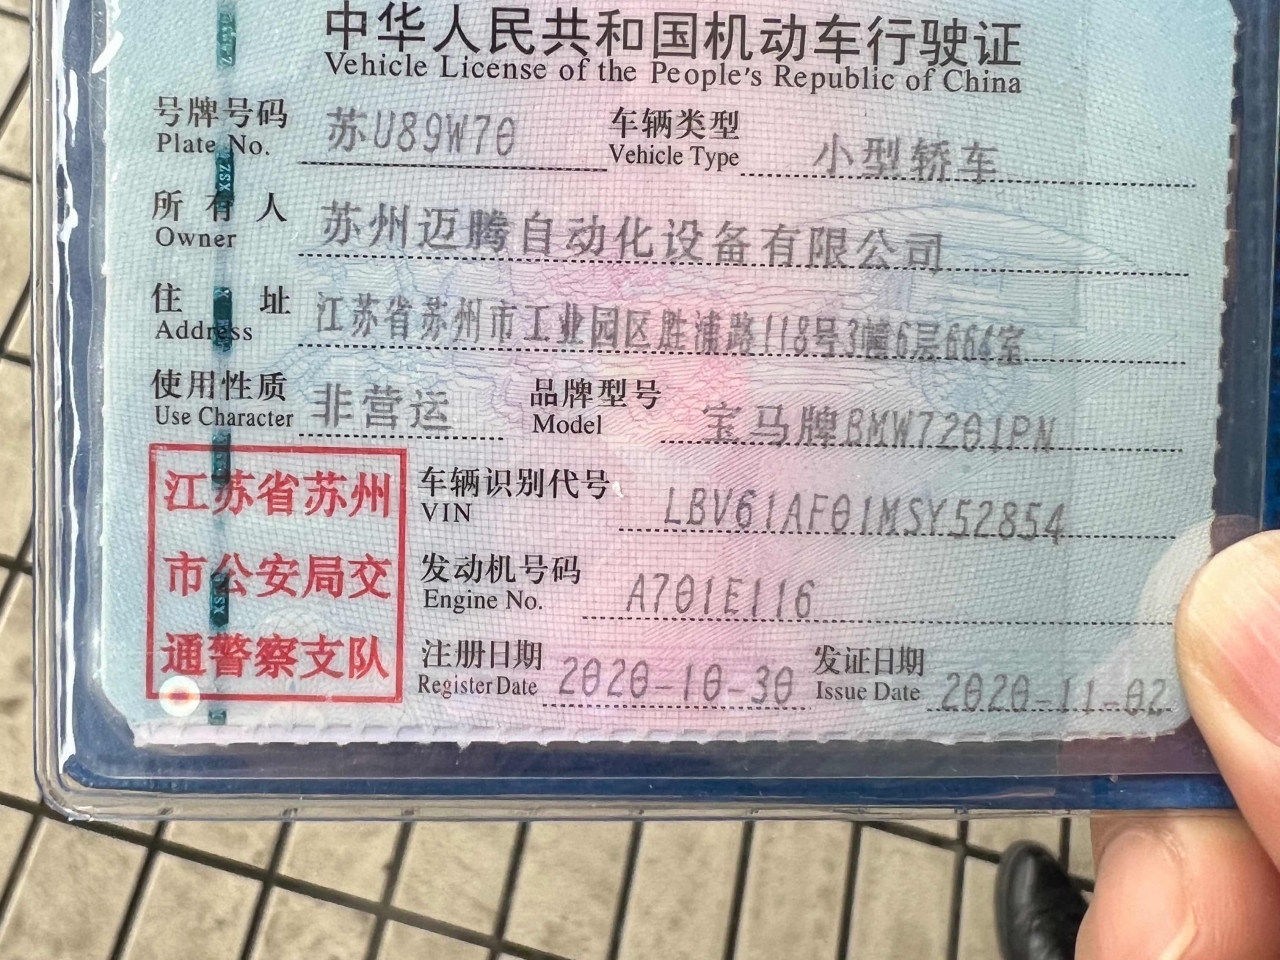 中华人民共和国机动车行驶证
Vehicle License of the People's Republic of China
号牌号码 苏U89W70 车辆类型 小型轿车
Plate No. Vehicle Type
所有人 苏州迈腾自动化设备有限公司
Owner
住址 江苏省苏州市工业园区胜浦路118号3幢6层664室
Address
使用性质 非营运 品牌型号 宝马牌BMW7201PN
Use Character Model
江苏省苏州
市公安局交
通警察支队
车辆识别代号 LBV61AF01MSY52854
VIN
发动机号码 A701E116
Engine No.
注册日期 2020-10-30 发证日期 2020-11-02
Register Date Issue Date